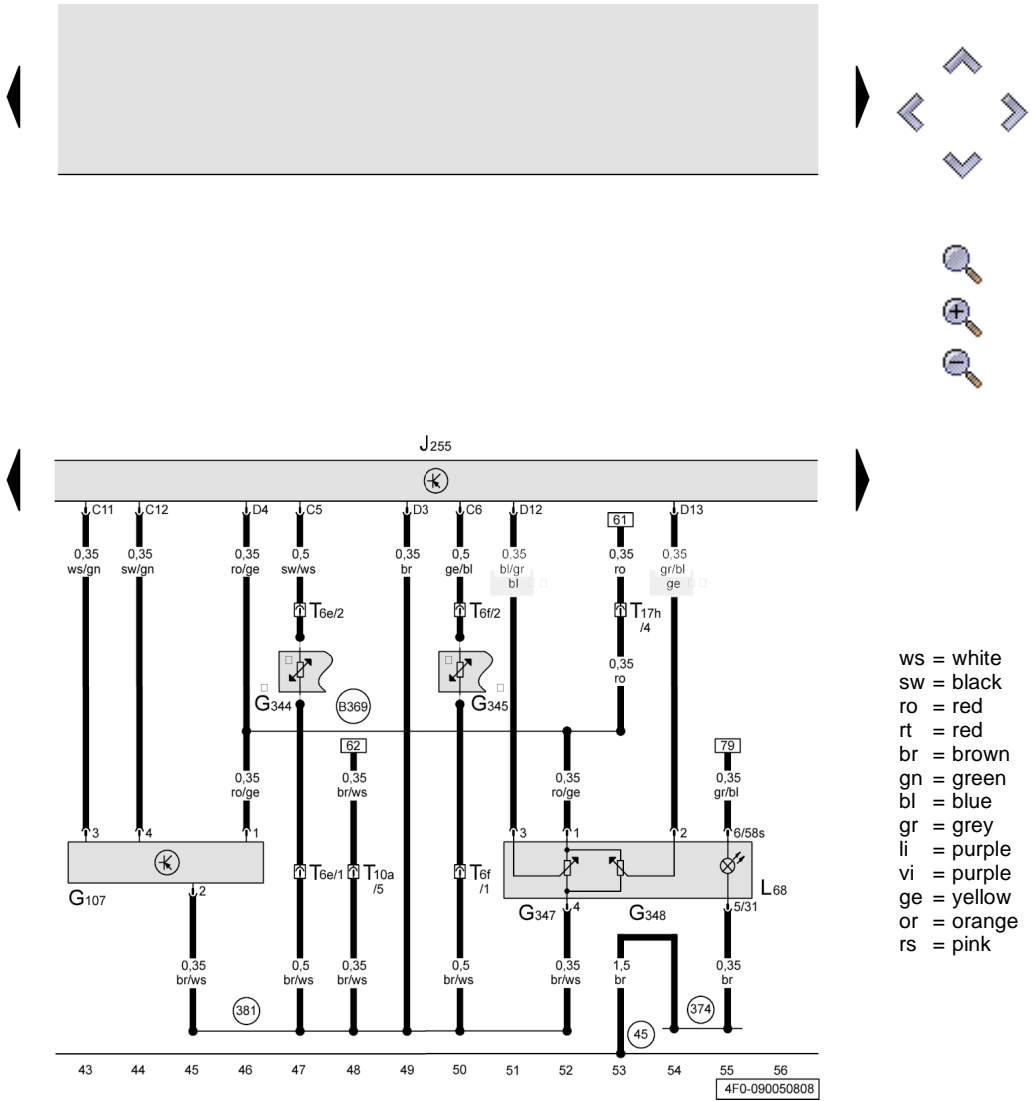 J255
C11 C12 D4 C5 D3 C6 D12 D13
61
0,35 0,35 0,35 0,5 0,35 0,5 0,35 0,35 0,35
ws/gn sw/gn ro/ge sw/ws br ge/bl bl/gr ro gr/bl
bl ge
T6e/2 T6f/2 T17h
/4
0,35
ro
G344 B369 G345
62 79
0,35 0,35 0,35 0,35
ro/ge br/ws ro/ge gr/bl
3 4 1 3 1 2 6/58s
T6e/1 T10a T6f
/5 /1
L68
G107 2 G347 4 G348 5/31
0,35 0,5 0,35 0,5 0,35 1,5 0,35
br/ws br/ws br/ws br/ws br/ws br br
381 45 374
43 44 45 46 47 48 49 50 51 52 53 54 55 56
4F0-090050808
ws = white
sw = black
ro = red
rt = red
br = brown
gn = green
bl = blue
gr = grey
li = purple
vi = purple
ge = yellow
or = orange
rs = pink